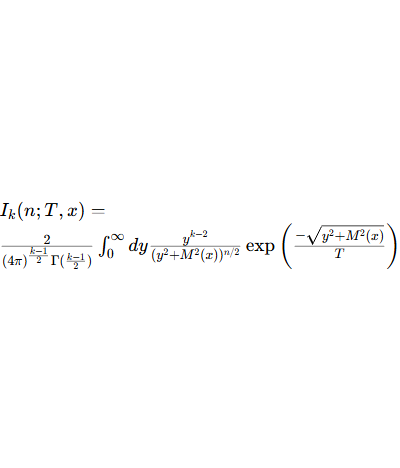 I_k(n; T, x) =
\frac{2}{(4\pi)^{\frac{k-1}{2}} \Gamma(\frac{k-1}{2})} \int_0^\infty dy \frac{y^{k-2}}{(y^2+M^2(x))^{n/2}} \exp\left(\frac{-\sqrt{y^2+M^2(x)}}{T}\right)